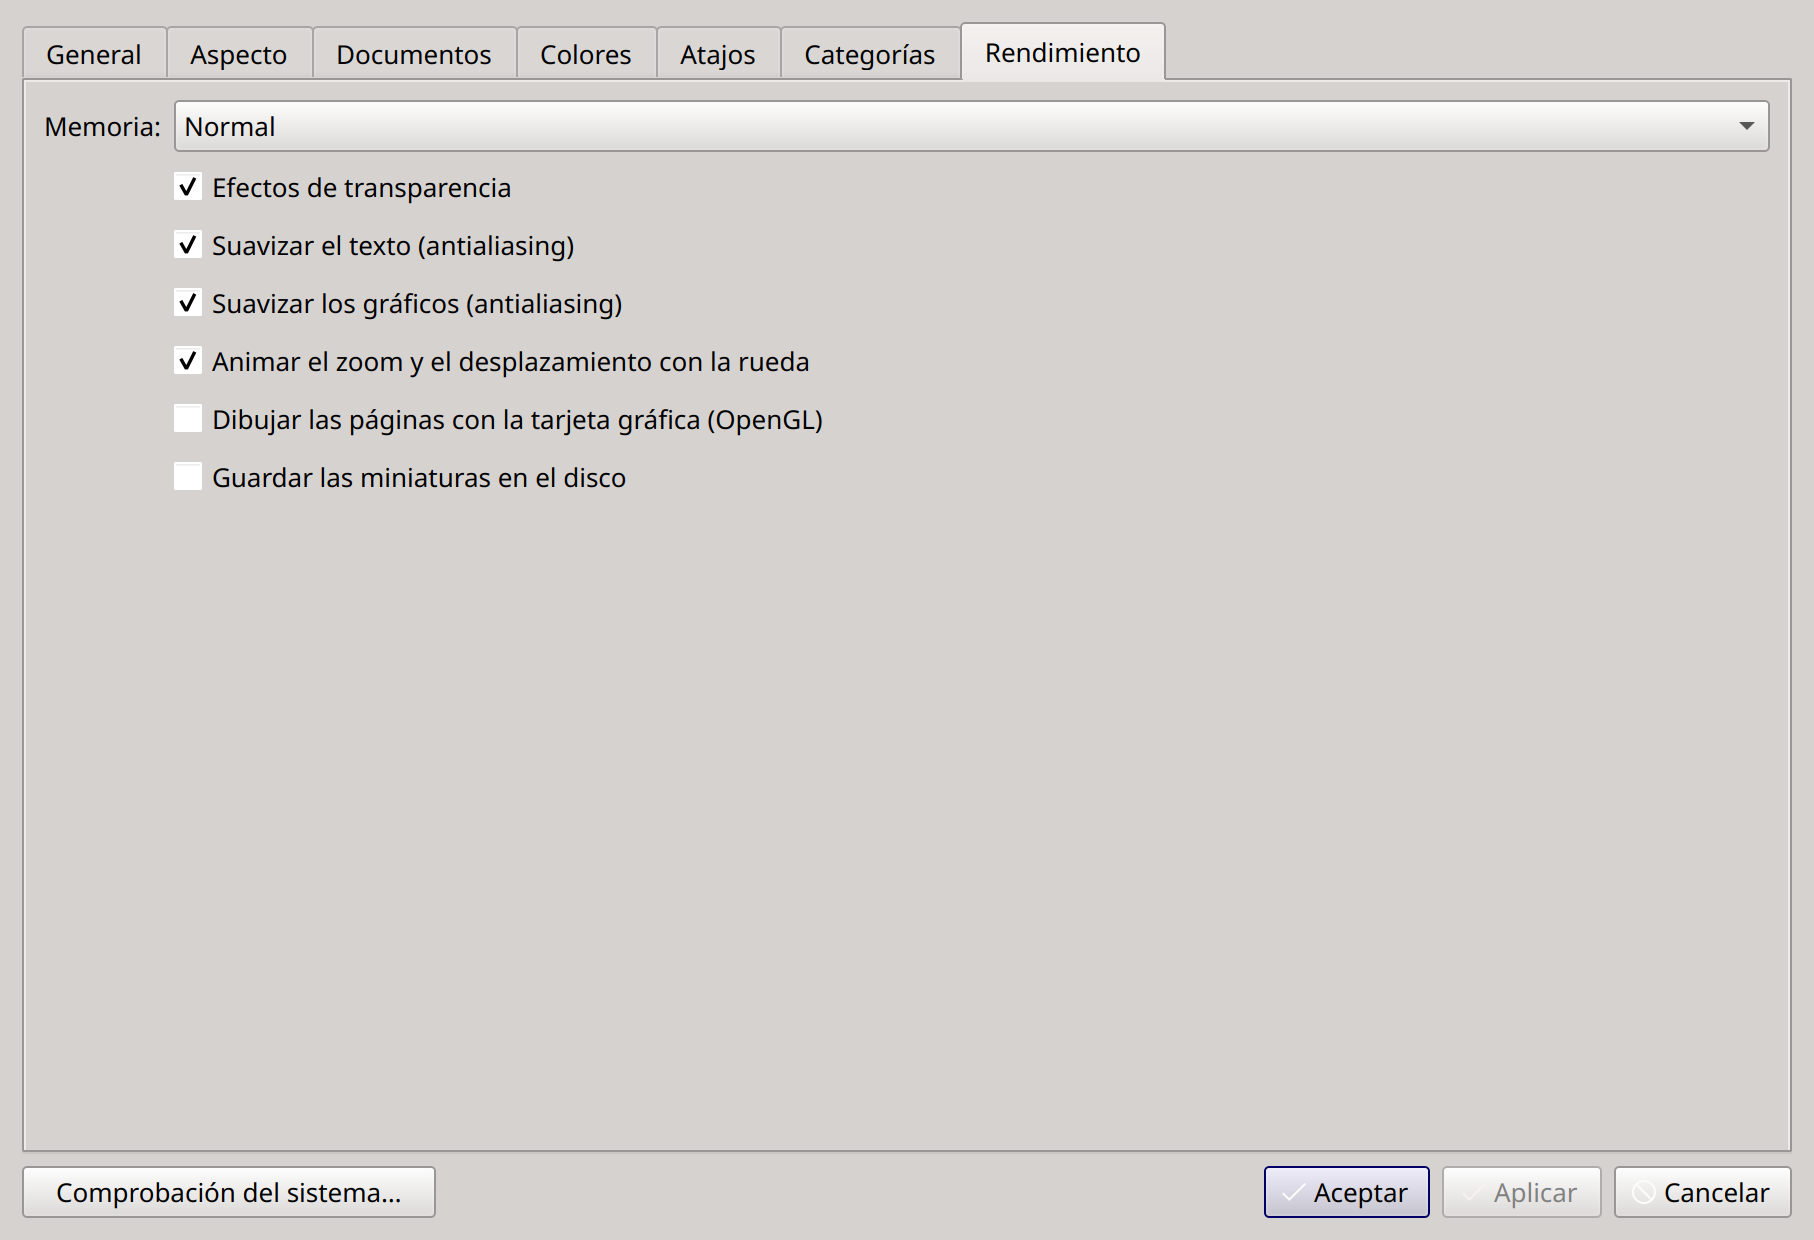 General Aspecto Documentos Colores Atajos Categorías Rendimiento
Memoria: Normal
Efectos de transparencia
Suavizar el texto (antialiasing)
Suavizar los gráficos (antialiasing)
Animar el zoom y el desplazamiento con la rueda
Dibujar las páginas con la tarjeta gráfica (OpenGL)
Guardar las miniaturas en el disco
Comprobación del sistema... Aceptar Aplicar Cancelar